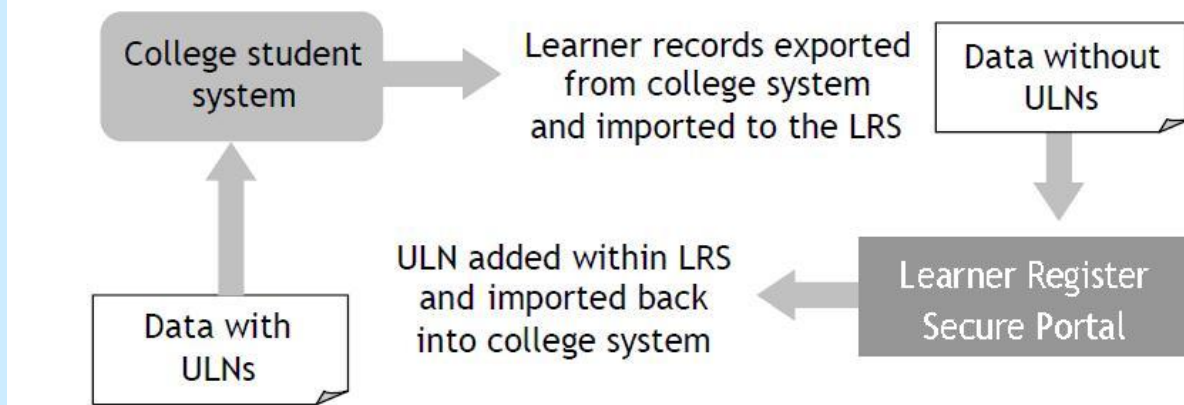 College student
system
Learner records exported
from college system
and imported to the LRS
Data without
ULNs
Learner Register
Secure Portal
ULN added within LRS
and imported back
into college system
Data with
ULNs